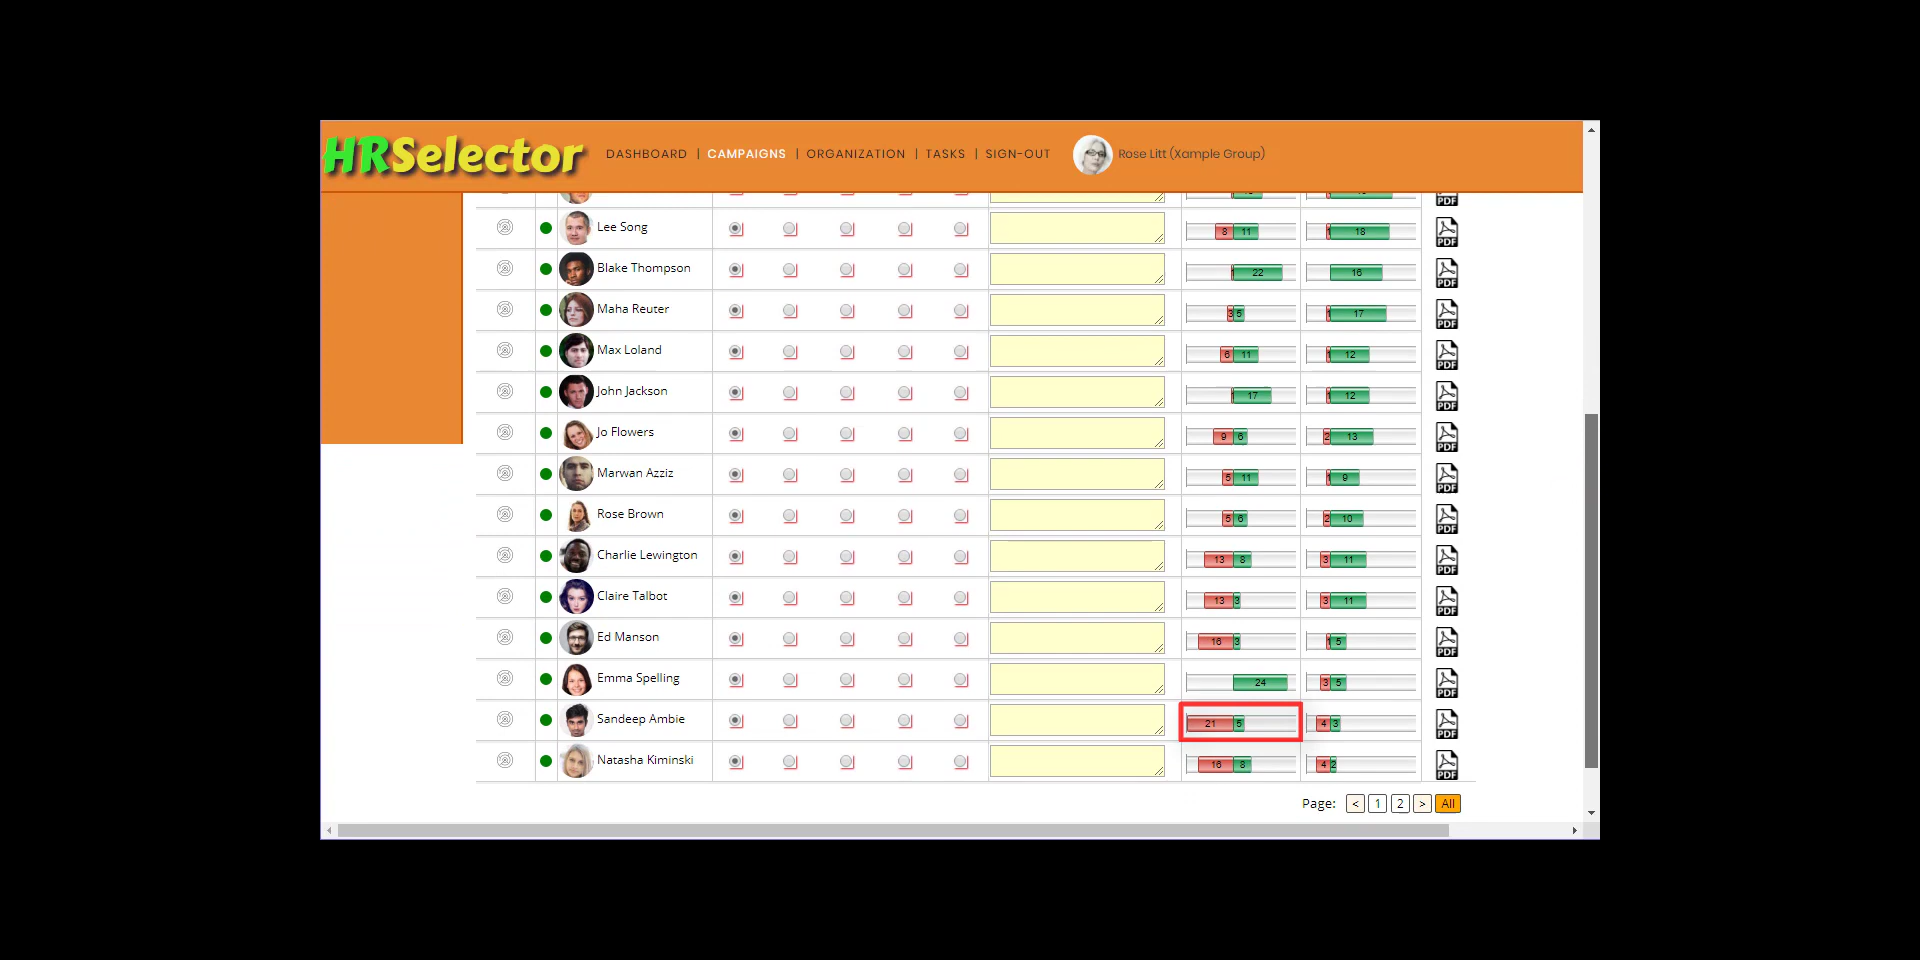 HRSelector DASHBOARD | CAMPAIGNS | ORGANIZATION | TASKS | SIGN-OUT Rose Litt (Xample Group)
PDF
Lee Song 8 11 18 PDF
Blake Thompson 22 16 PDF
Maha Reuter 3 5 17 PDF
Max Loland 6 11 12 PDF
John Jackson 17 12 PDF
Jo Flowers 9 6 2 13 PDF
Marwan Azziz 5 11 9 PDF
Rose Brown 5 6 2 10 PDF
Charlie Lewington 13 8 3 11 PDF
Claire Talbot 13 3 3 11 PDF
Ed Manson 16 3 1 5 PDF
Emma Spelling 24 3 5 PDF
Sandeep Ambie 21 5 4 3 PDF
Natasha Kiminski 16 8 4 2 PDF
Page: < 1 2 > All